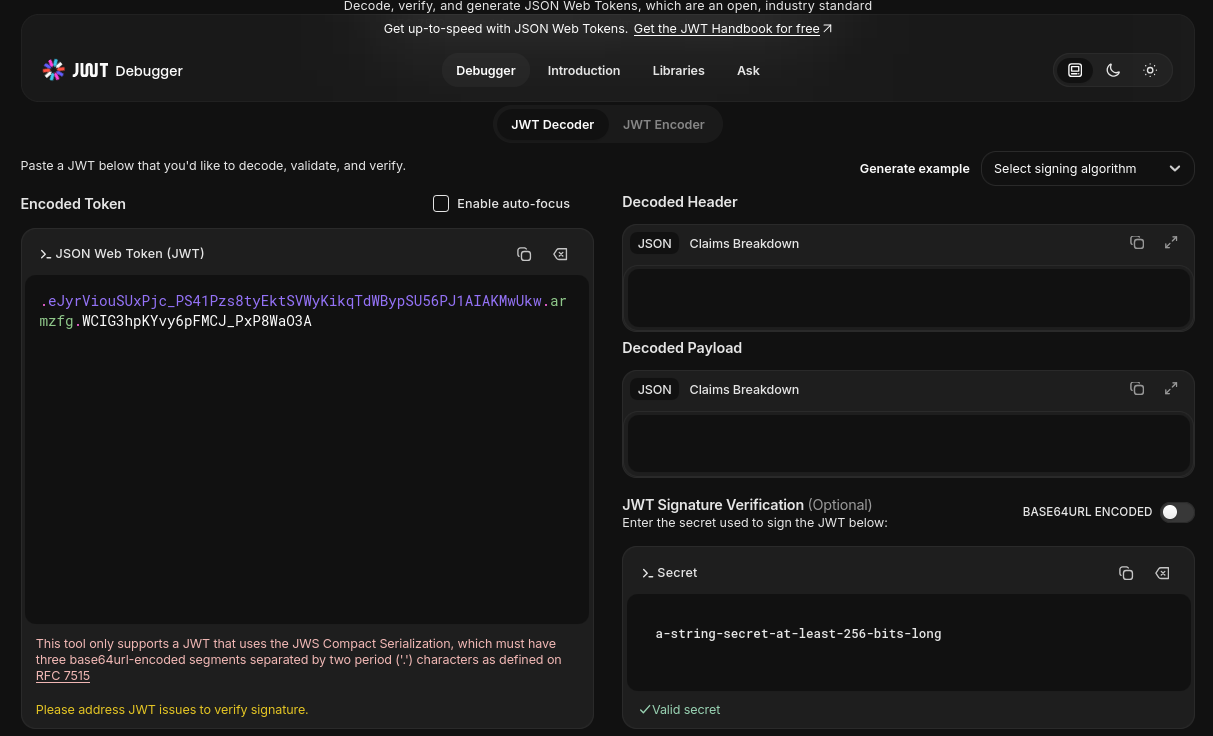 Decode, verify, and generate JSON Web Tokens, which are an open, industry standard
Get up-to-speed with JSON Web Tokens. Get the JWT Handbook for free
JWT Debugger
Debugger
Introduction
Libraries
Ask
JWT Decoder
JWT Encoder
Paste a JWT below that you'd like to decode, validate, and verify.
Generate example
Select signing algorithm
Encoded Token
Enable auto-focus
JSON Web Token (JWT)
.eJyrViouSUxPjc_PS41Pzs8tyEktSVWyKikqTdWBypSU56PJ1AIAKMwUkw.ar
mzfg.WCIG3hpKYvy6pFMCJ_PxP8WaO3A
This tool only supports a JWT that uses the JWS Compact Serialization, which must have
three base64url-encoded segments separated by two period ('.') characters as defined on
RFC 7515
Please address JWT issues to verify signature.
Decoded Header
JSON
Claims Breakdown
Decoded Payload
JSON
Claims Breakdown
JWT Signature Verification (Optional)
Enter the secret used to sign the JWT below:
BASE64URL ENCODED
Secret
a-string-secret-at-least-256-bits-long
Valid secret